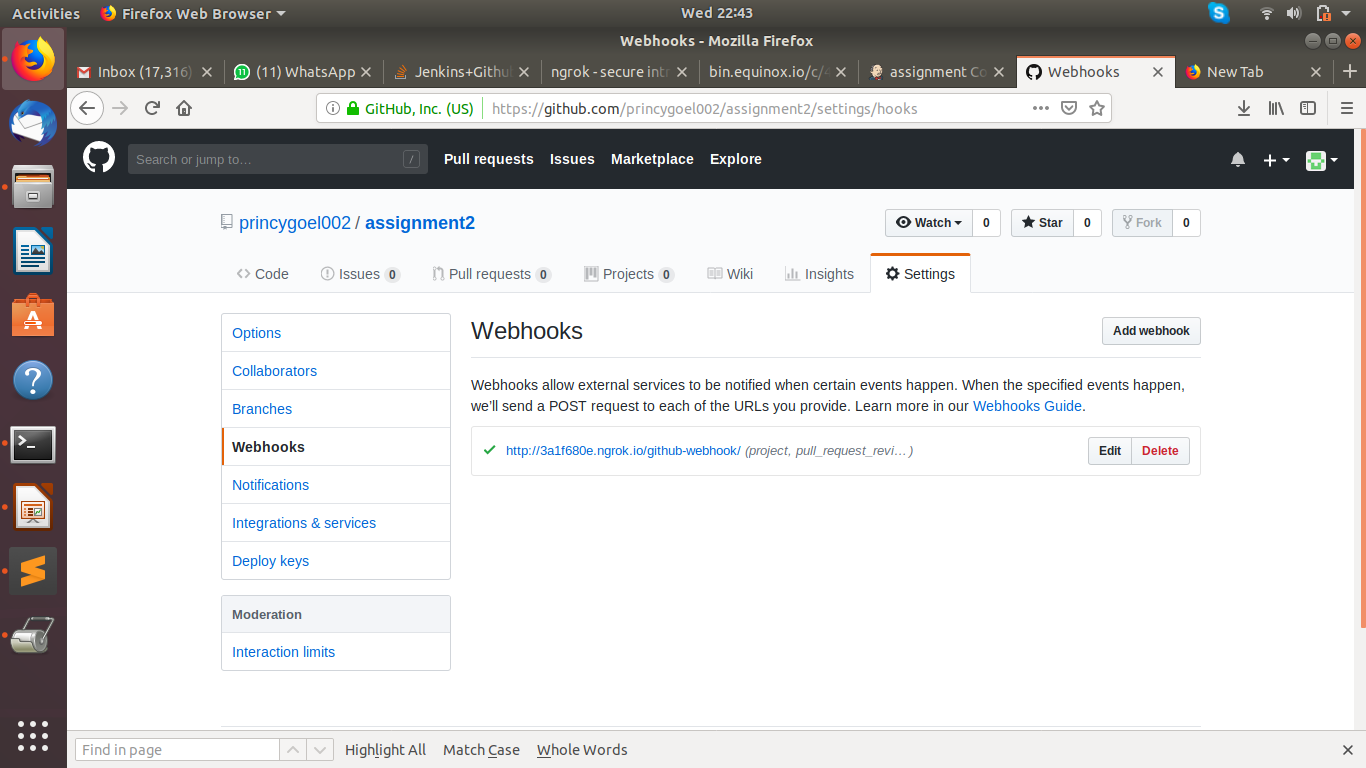 Activities Firefox Web Browser Wed 22:43
Webhooks - Mozilla Firefox
Inbox (17,316) (11) WhatsApp Jenkins+Githu ngrok - secure intr bin.equinox.io/c/4 assignment Co Webhooks New Tab
GitHub, Inc. (US) https://github.com/princygoel002/assignment2/settings/hooks
Search or jump to… / Pull requests Issues Marketplace Explore
princygoel002 / assignment2 Watch 0 Star 0 Fork 0
Code Issues 0 Pull requests 0 Projects 0 Wiki Insights Settings
Options
Collaborators
Branches
Webhooks
Notifications
Integrations & services
Deploy keys
Moderation
Interaction limits
Webhooks Add webhook
Webhooks allow external services to be notified when certain events happen. When the specified events happen,
we'll send a POST request to each of the URLs you provide. Learn more in our Webhooks Guide.
http://3a1f680e.ngrok.io/github-webhook/ (project, pull_request_revi… ) Edit Delete
Find in page Highlight All Match Case Whole Words